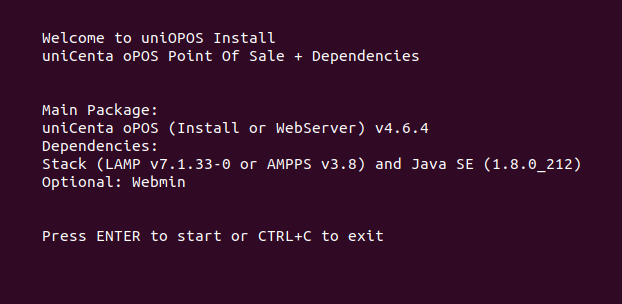 Welcome to uniOPOS Install
uniCenta oPOS Point Of Sale + Dependencies
Main Package:
uniCenta oPOS (Install or WebServer) v4.6.4
Dependencies:
Stack (LAMP v7.1.33-0 or AMPPS v3.8) and Java SE (1.8.0_212)
Optional: Webmin
Press ENTER to start or CTRL+C to exit